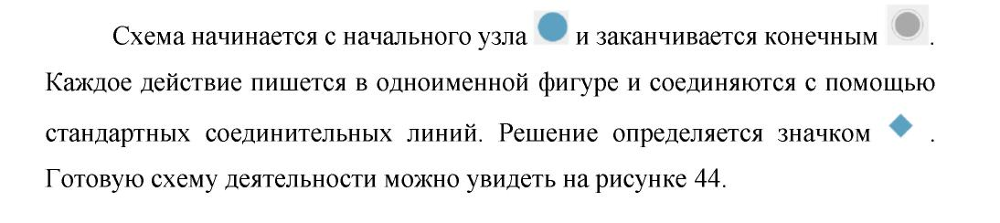 Схема начинается с начального узла и заканчивается конечным .
Каждое действие пишется в одноименной фигуре и соединяются с помощью
стандартных соединительных линий. Решение определяется значком .
Готовую схему деятельности можно увидеть на рисунке 44.